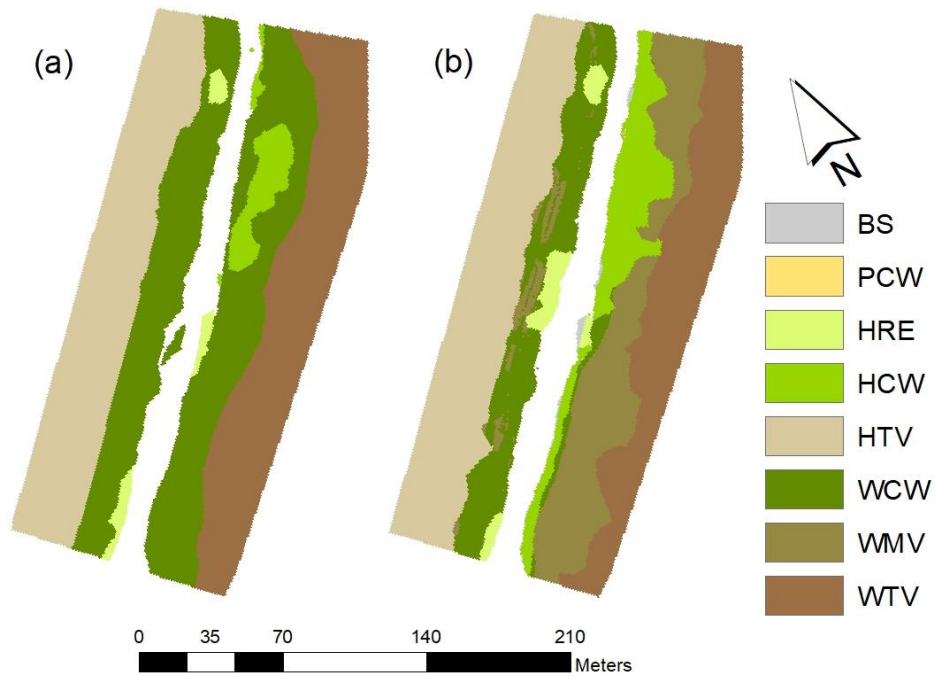 (a)
(b)
N
BS
PCW
HRE
HCW
HTV
WCW
WMV
WTV
0 35 70 140 210
Meters